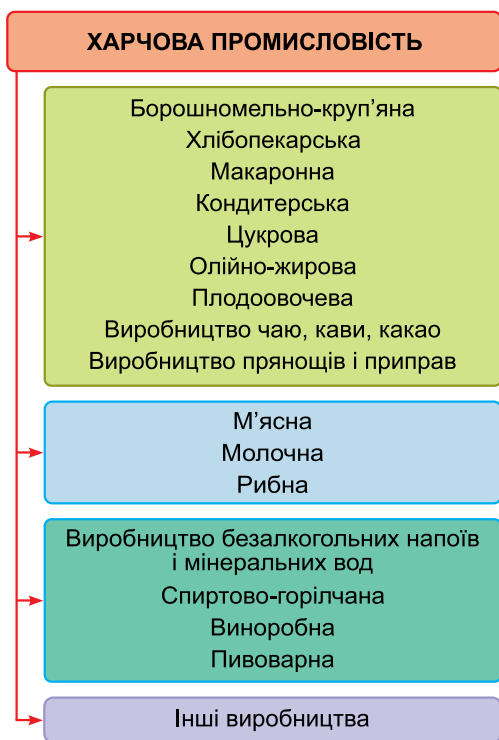 ХАРЧОВА ПРОМИСЛОВІСТЬ
Борошномельно-круп’яна
Хлібопекарська
Макаронна
Кондитерська
Цукрова
Олійно-жирова
Плодоовочева
Виробництво чаю, кави, какао
Виробництво прянощів і приправ
М’ясна
Молочна
Рибна
Виробництво безалкогольних напоїв
і мінеральних вод
Спиртово-горілчана
Виноробна
Пивоварна
Інші виробництва